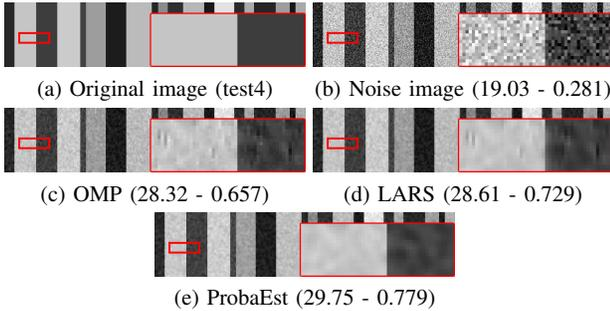 (a) Original image (test4)
(b) Noise image (19.03 - 0.281)
(c) OMP (28.32 - 0.657)
(d) LARS (28.61 - 0.729)
(e) ProbaEst (29.75 - 0.779)